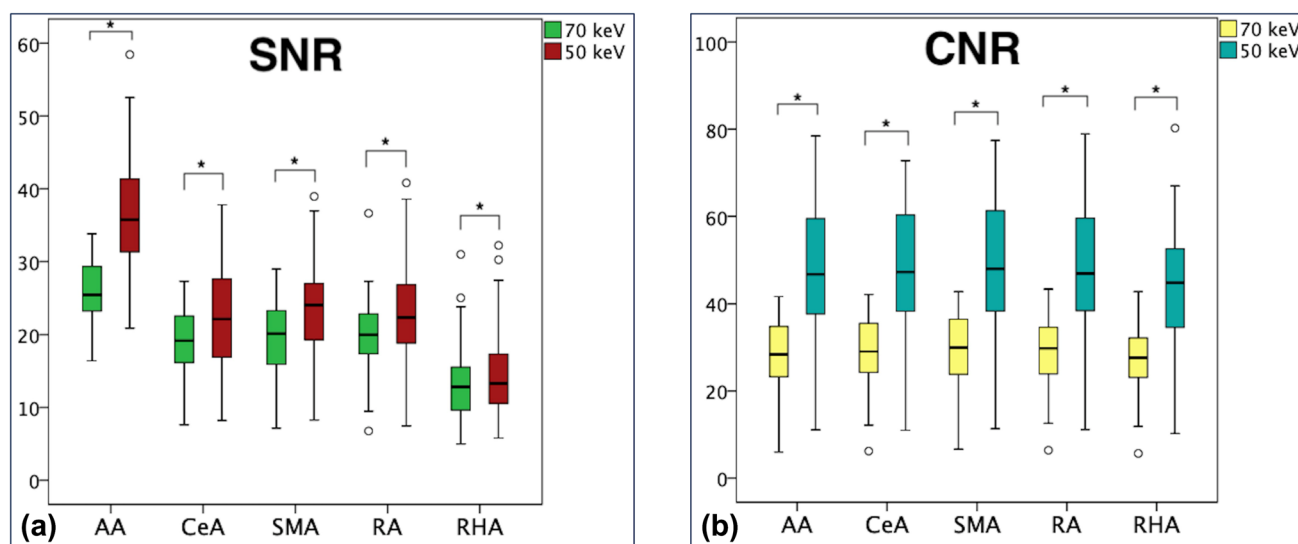 SNR
70 keV
50 keV
60
50
40
30
20
10
0
* * * * *
AA CeA SMA RA RHA
(a)
CNR
70 keV
50 keV
100
80
60
40
20
0
* * * * *
AA CeA SMA RA RHA
(b)